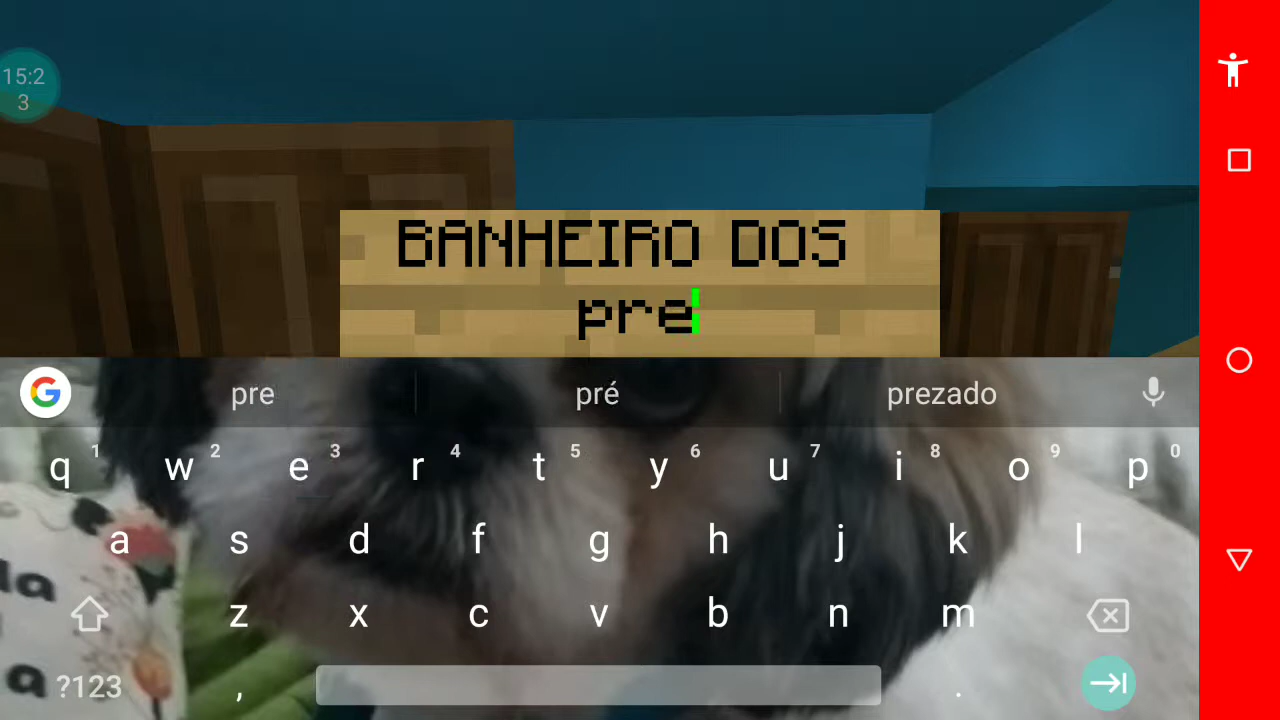 15:2
3
BANHEIRO DOS
pre
pre pré prezado
q 1 w 2 e 3 r 4 t 5 y 6 u 7 i 8 o 9 p 0
a s d f g h j k l
la
z x c v b n m
a
?123 , .